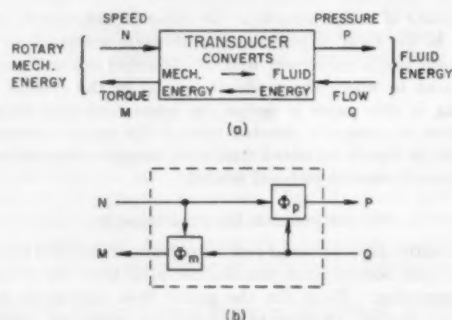 SPEED
PRESSURE
N
TRANSDUCER
P
ROTARY
CONVERTS
MECH.
MECH.
FLUID
FLUID
ENERGY
ENERGY
ENERGY
ENERGY
TORQUE
FLOW
M
Q
(a)
N
Φp
P
M
Φm
Q
(b)